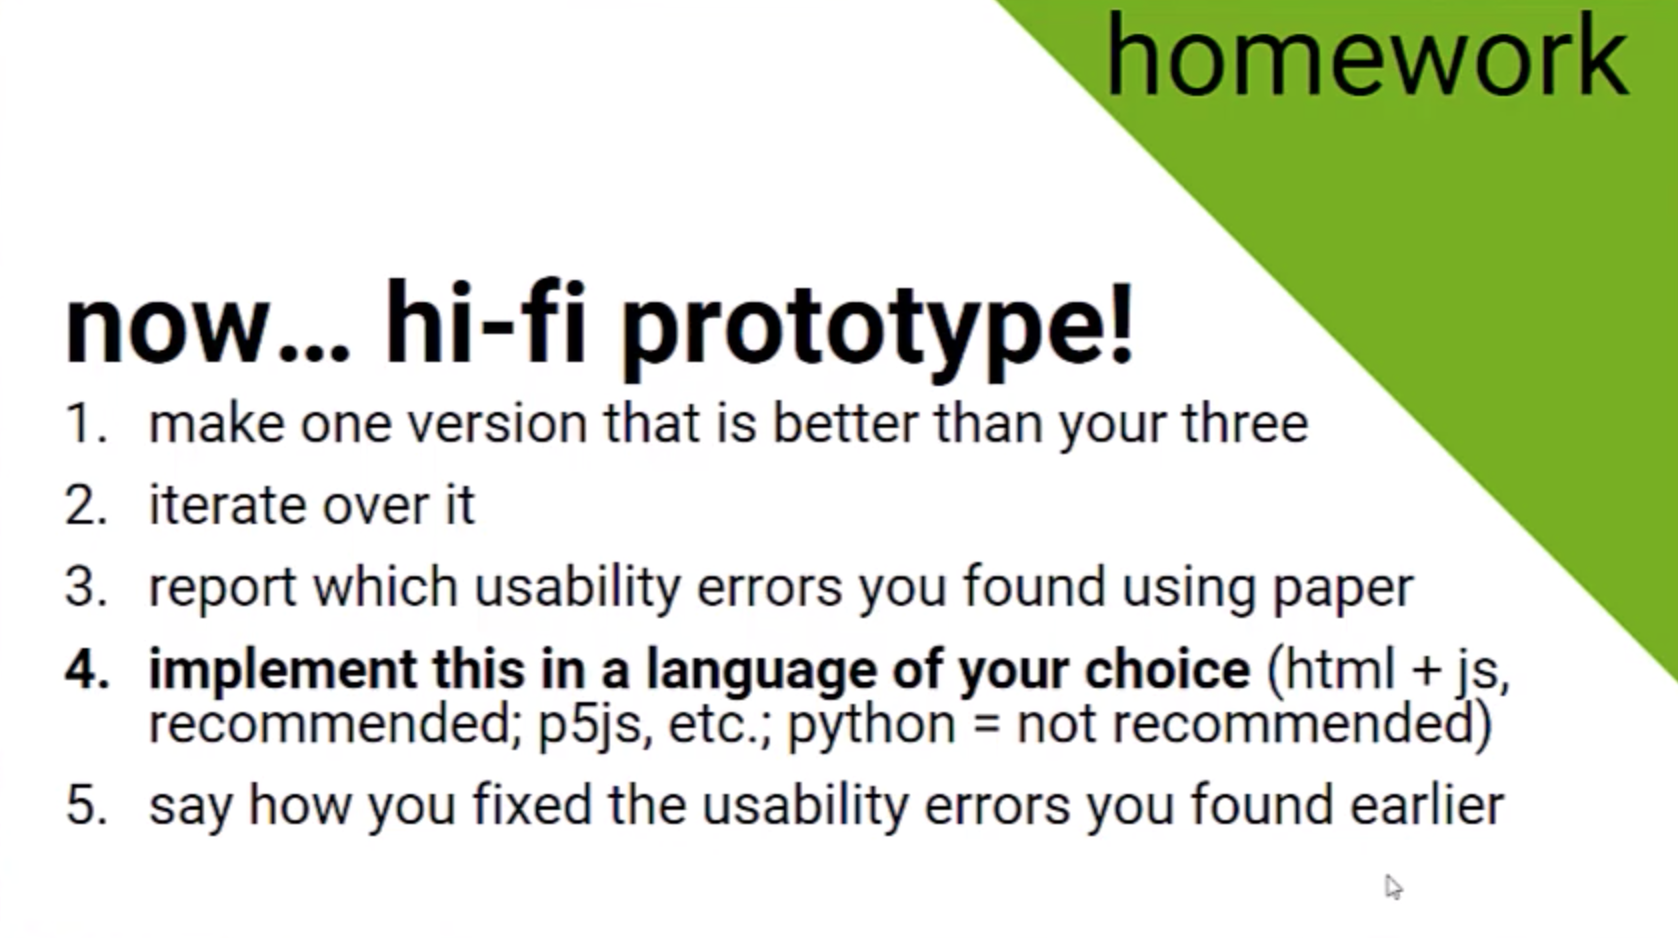 homework
now... hi-fi prototype!
1. make one version that is better than your three
2. iterate over it
3. report which usability errors you found using paper
4. implement this in a language of your choice (html + js,
recommended; p5js, etc.; python = not recommended)
5. say how you fixed the usability errors you found earlier